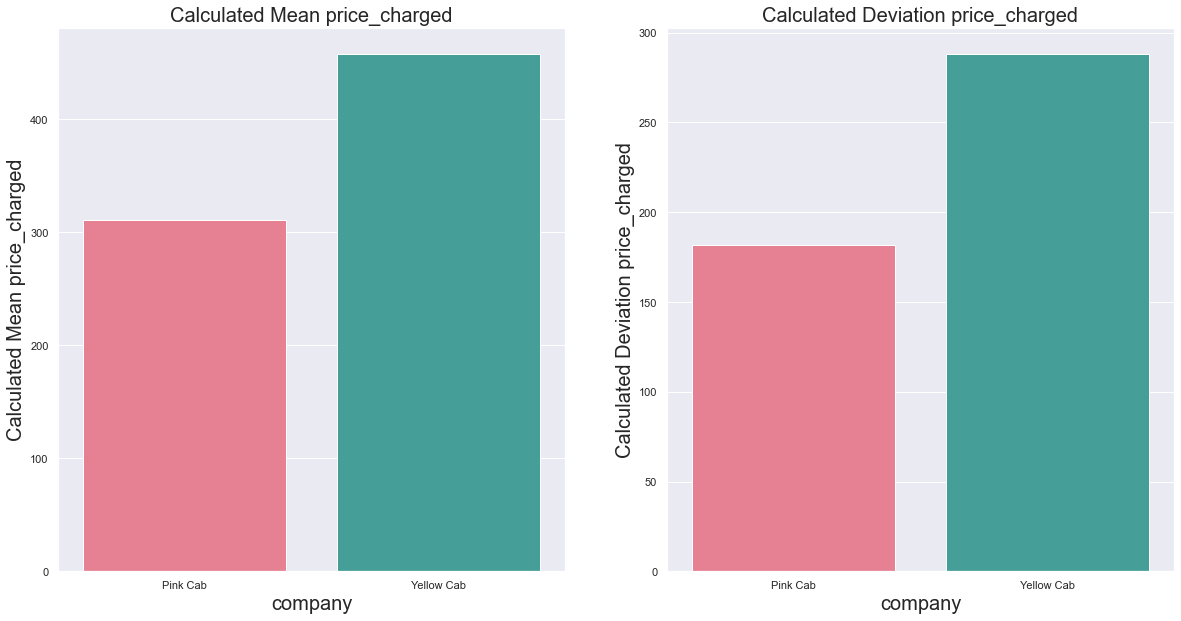 Calculated Mean price_charged
Calculated Mean price_charged
400
300
200
100
0
Pink Cab
Yellow Cab
company
Calculated Deviation price_charged
Calculated Deviation price_charged
300
250
200
150
100
50
0
Pink Cab
Yellow Cab
company